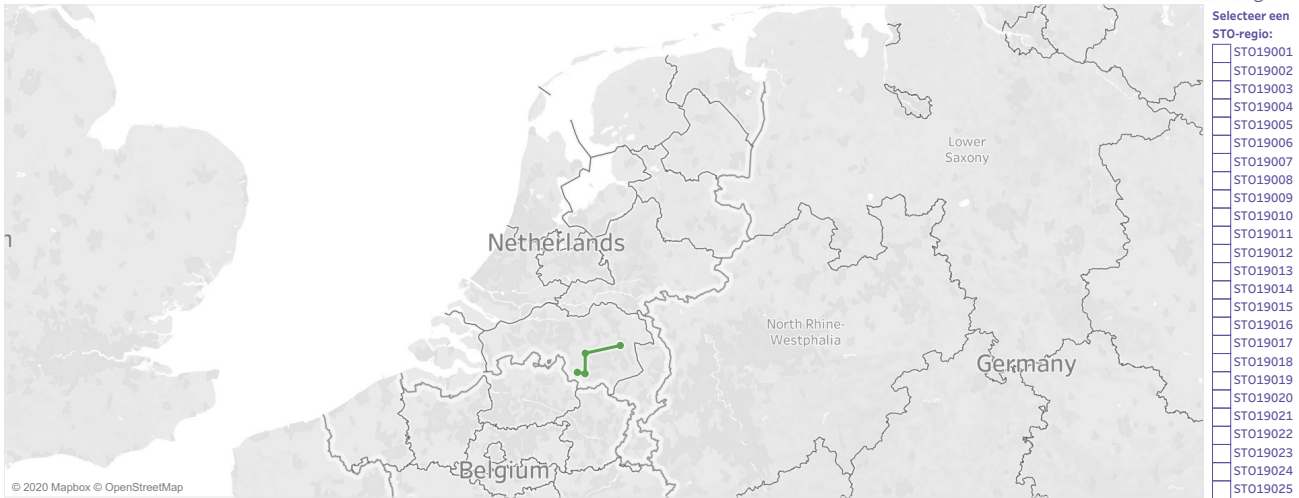 Selecteer een
STO-regio:
STO19001
STO19002
STO19003
STO19004
STO19005
STO19006
STO19007
STO19008
STO19009
STO19010
STO19011
STO19012
STO19013
STO19014
STO19015
STO19016
STO19017
STO19018
STO19019
STO19020
STO19021
STO19022
STO19023
STO19024
STO19025
Lower
Saxony
Netherlands
North Rhine-
Westphalia
Germany
Belgium
© 2020 Mapbox © OpenStreetMap